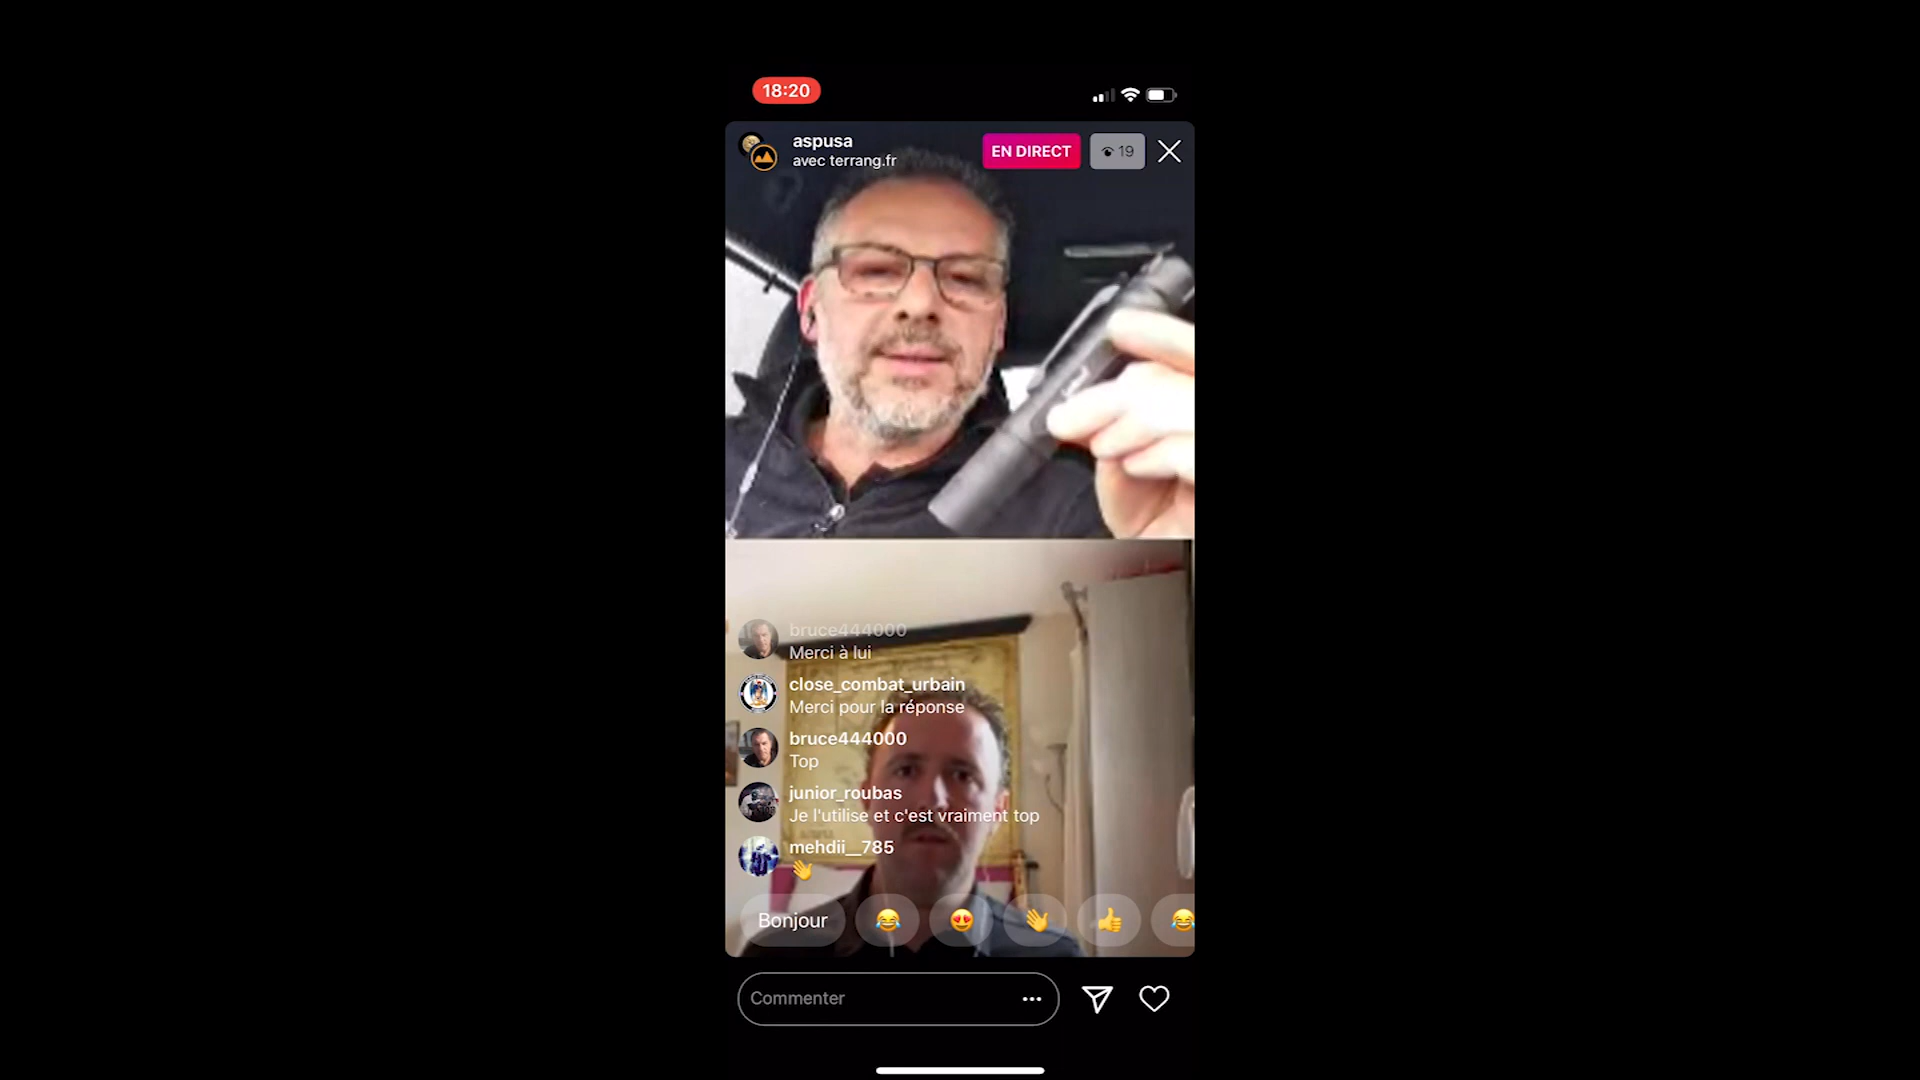 18:20
aspusa
avec terrang.fr
EN DIRECT
19
bruce444000
Merci à lui
close_combat_urbain
Merci pour la réponse
bruce444000
Top
junior_roubas
Je l'utilise et c'est vraiment top
mehdii__785
👋
Bonjour 😂 😍 👋 👍 😂
Commenter